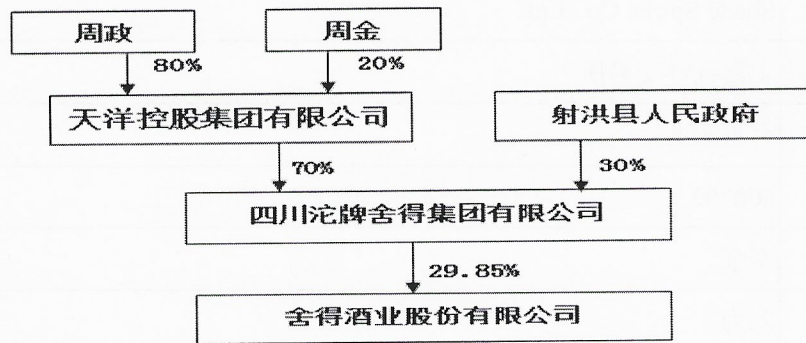 周政
周金
80%
20%
天洋控股集团有限公司
射洪县人民政府
70%
30%
四川沱牌舍得集团有限公司
29.85%
舍得酒业股份有限公司